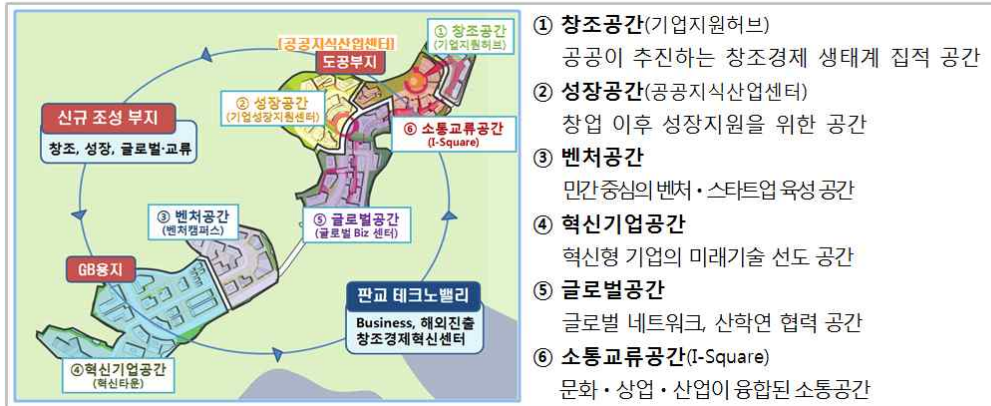 ① 창조공간
(기업지원허브)
[공공지식산업센터]
도공부지
② 성장공간
(기업성장지원센터)
신규 조성 부지
창조, 성장, 글로벌·교류
⑥ 소통교류공간
(I-Square)
③ 벤처공간
(벤처캠퍼스)
⑤ 글로벌공간
(글로벌 Biz 센터)
GB용지
판교 테크노밸리
Business, 해외진출
창조경제혁신센터
④혁신기업공간
(혁신타운)
① 창조공간(기업지원허브)
공공이 추진하는 창조경제 생태계 집적 공간
② 성장공간(공공지식산업센터)
창업 이후 성장지원을 위한 공간
③ 벤처공간
민간 중심의 벤처・스타트업 육성 공간
④ 혁신기업공간
혁신형 기업의 미래기술 선도 공간
⑤ 글로벌공간
글로벌 네트워크, 산학연 협력 공간
⑥ 소통교류공간(I-Square)
문화・상업・산업이 융합된 소통공간